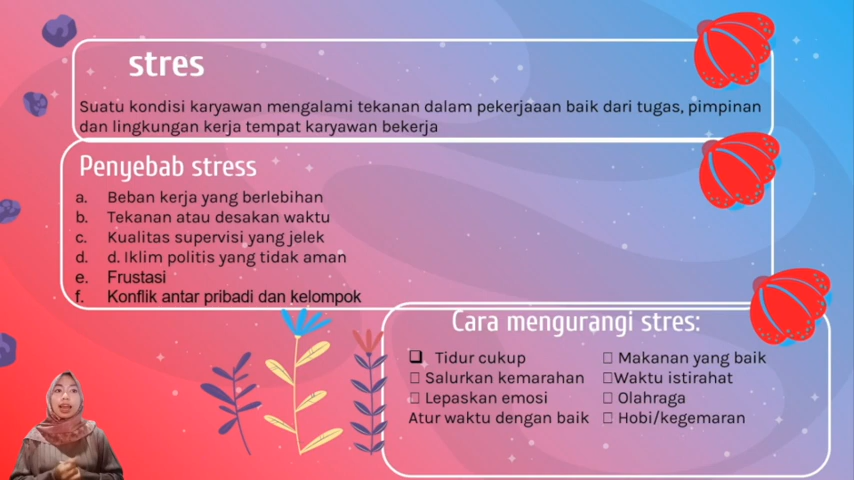 stres
Suatu kondisi karyawan mengalami tekanan dalam pekerjaaan baik dari tugas, pimpinan
dan lingkungan kerja tempat karyawan bekerja
Penyebab stress
a. Beban kerja yang berlebihan
b. Tekanan atau desakan waktu
c. Kualitas supervisi yang jelek
d. d. Iklim politis yang tidak aman
e. Frustasi
f. Konflik antar pribadi dan kelompok
Cara mengurangi stres:
❑ Tidur cukup
□ Salurkan kemarahan
□ Lepaskan emosi
Atur waktu dengan baik
□ Makanan yang baik
□Waktu istirahat
□ Olahraga
□ Hobi/kegemaran